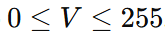 0 ≤ V ≤ 255